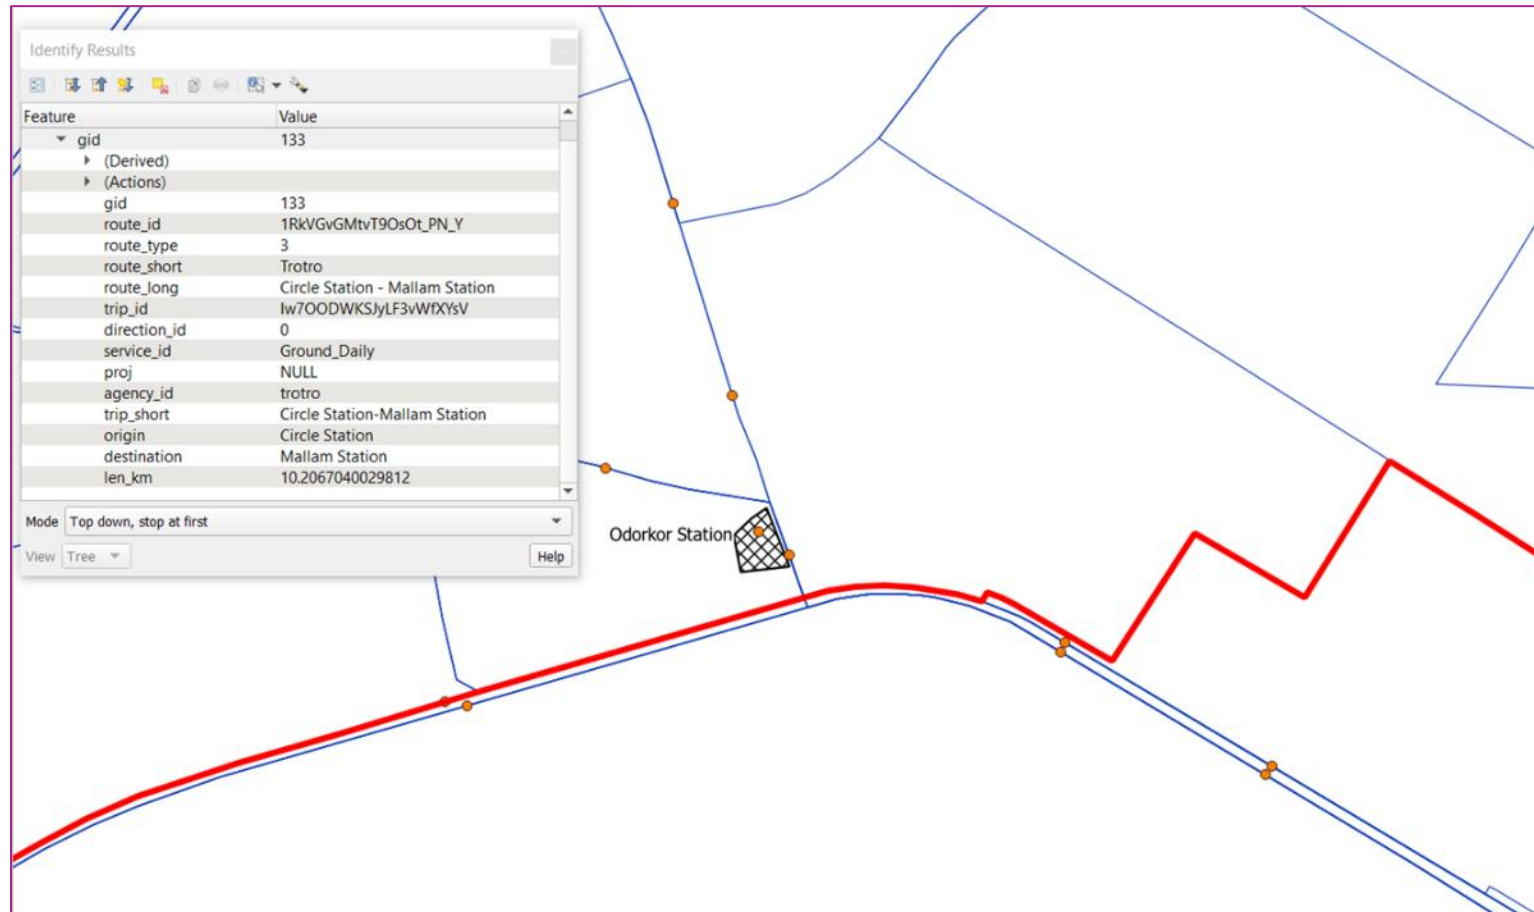 Identify Results
Feature Value
gid 133
(Derived)
(Actions)
gid 133
route_id 1RkVGvGMtvT9OsOt_PN_Y
route_type 3
route_short Trotro
route_long Circle Station - Mallam Station
trip_id Iw7OODWKSJyLF3vWfXYsV
direction_id 0
service_id Ground_Daily
proj NULL
agency_id trotro
trip_short Circle Station-Mallam Station
origin Circle Station
destination Mallam Station
len_km 10.2067040029812
Mode Top down, stop at first
View Tree Help
Odorkor Station